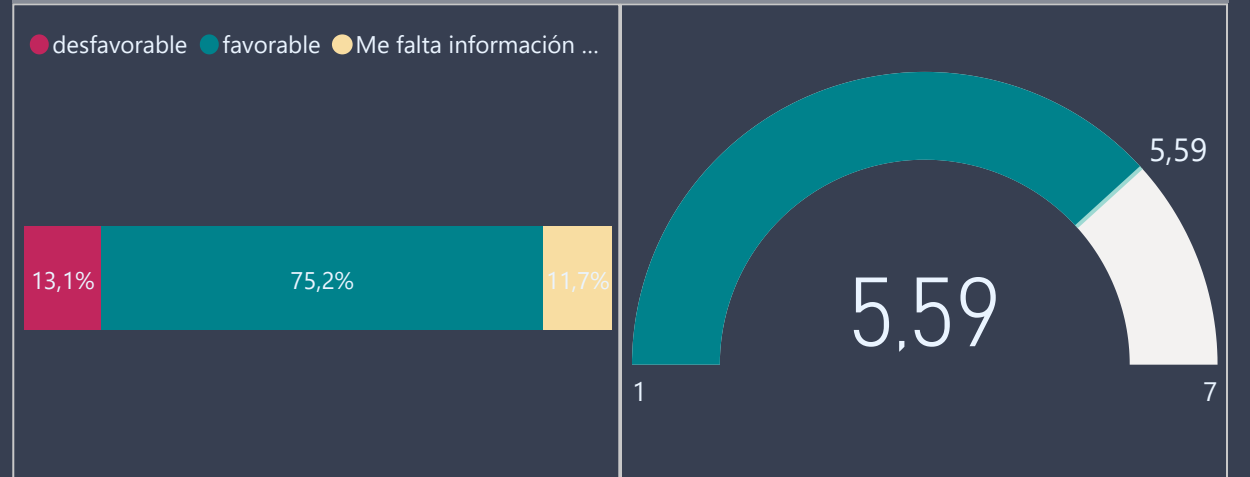 desfavorable favorable Me falta información ...
13,1% 75,2% 11,7%
5,59
5,59
1 7